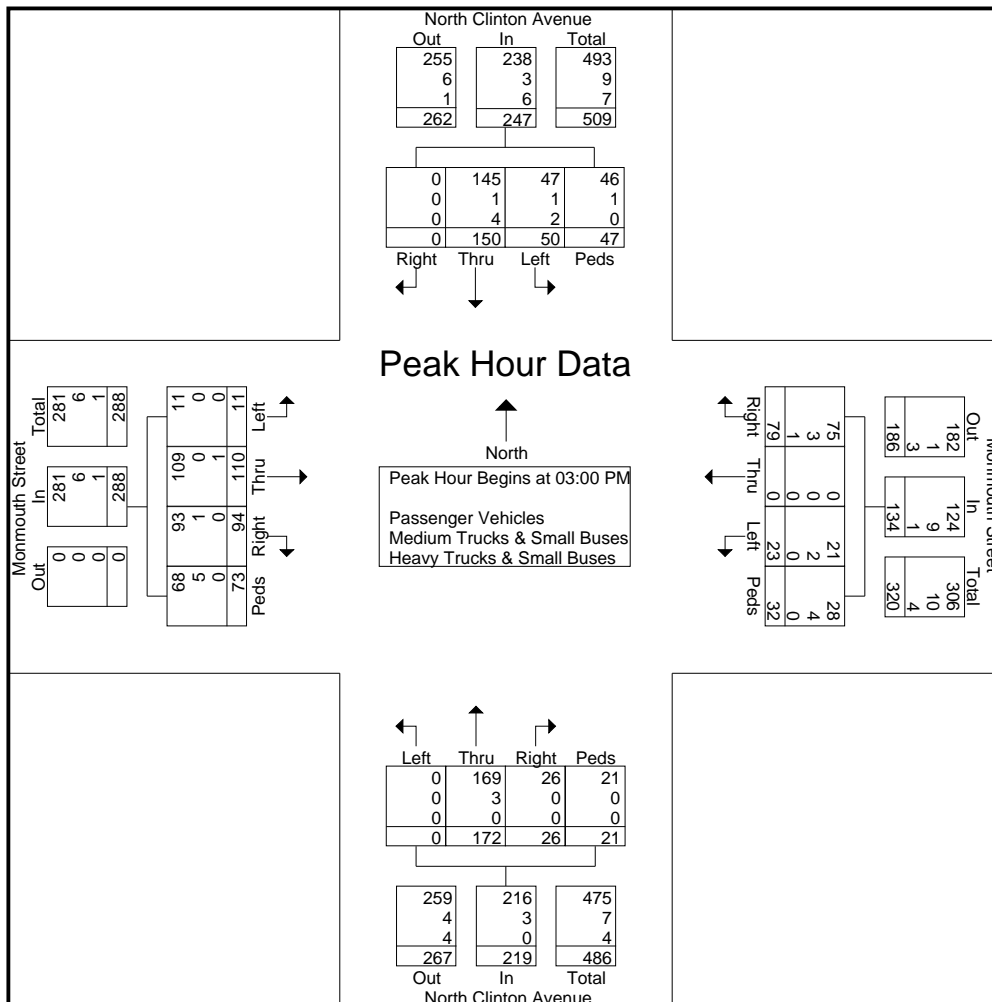 North Clinton Avenue
Out In Total
255 238 493
6 3 9
1 6 7
262 247 509
0 145 47 46
0 1 1 1
0 4 2 0
0 150 50 47
Right Thru Left Peds
Peak Hour Data
North
Peak Hour Begins at 03:00 PM
Passenger Vehicles
Medium Trucks & Small Buses
Heavy Trucks & Small Buses
Monmouth Street
Out In Total
0 281 281
0 6 6
0 1 1
0 288 288
Peds Right Thru Left
68 93 109 11
5 1 0 0
0 0 1 0
73 94 110 11
Monmouth Street
Out In Total
182 124 306
1 9 10
3 1 4
186 134 320
75 0 21 28
3 0 2 4
1 0 0 0
79 0 23 32
Right Thru Left Peds
Left Thru Right Peds
0 169 26 21
0 3 0 0
0 0 0 0
0 172 26 21
259 216 475
4 3 7
4 0 4
267 219 486
Out In Total
North Clinton Avenue